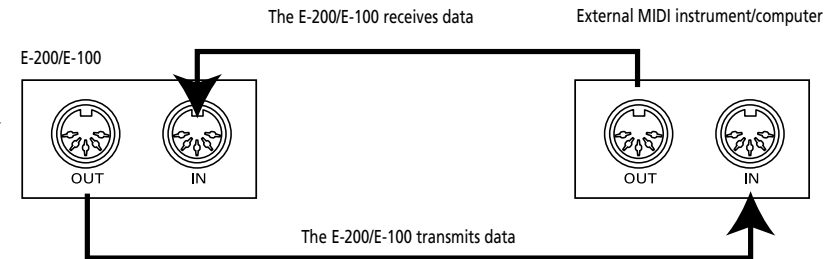 The E-200/E-100 receives data
External MIDI instrument/computer
E-200/E-100
OUT
IN
OUT
IN
The E-200/E-100 transmits data